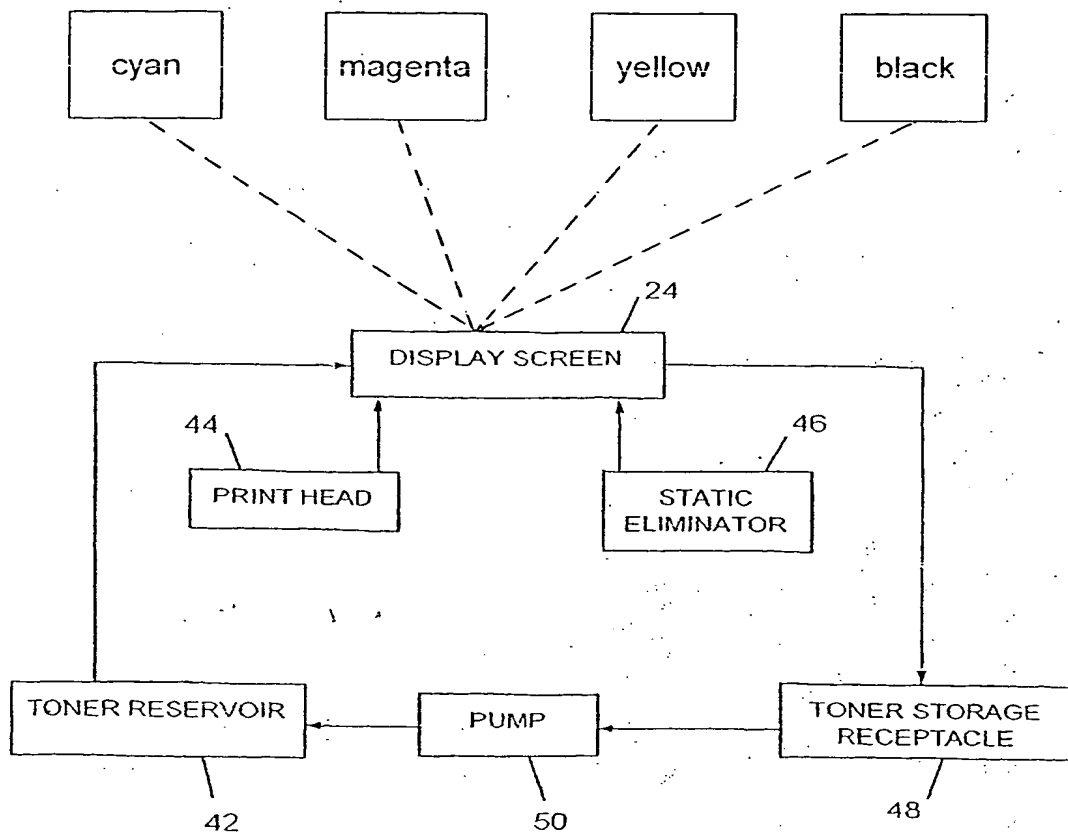 cyan
magenta
yellow
black
24
DISPLAY SCREEN
44
46
PRINT HEAD
STATIC
ELIMINATOR
TONER RESERVOIR
PUMP
TONER STORAGE
RECEPTACLE
42
50
48